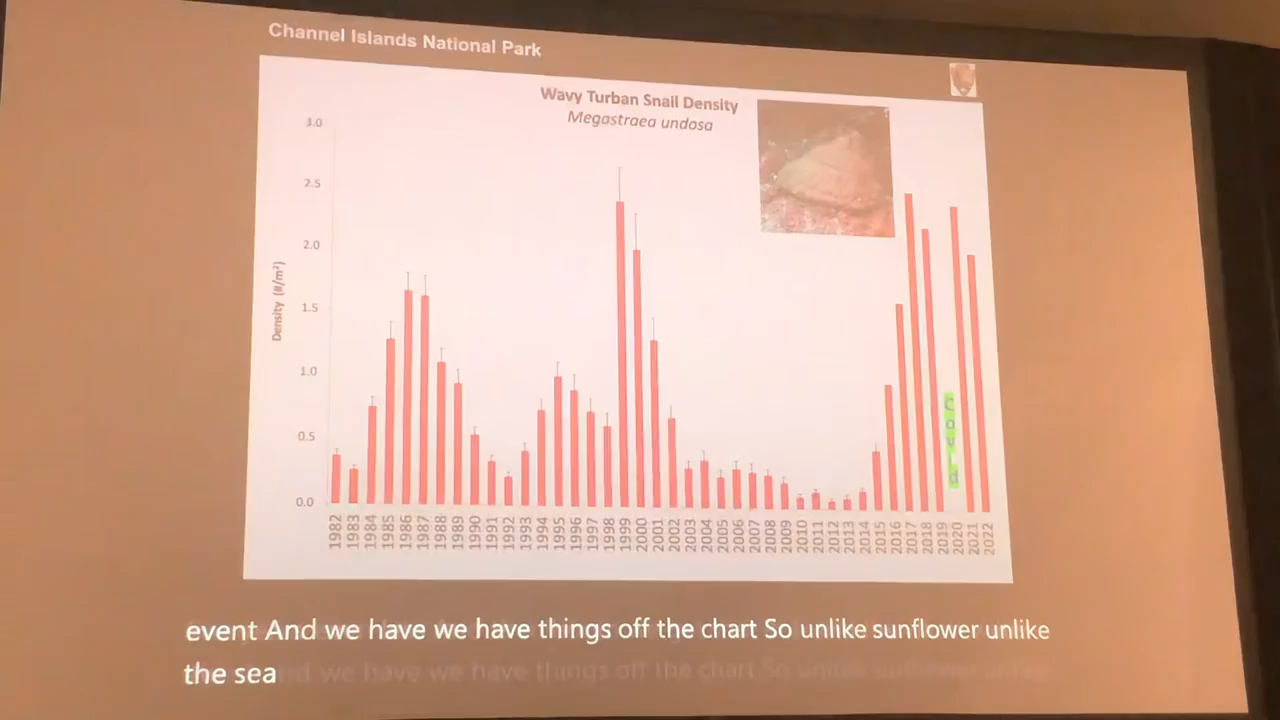 Channel Islands National Park
Wavy Turban Snail Density
Megastraea undosa
3.0
2.5
2.0
1.5
1.0
0.5
0.0
Density (#/m²)
Covid
1982 1983 1984 1985 1986 1987 1988 1989 1990 1991 1992 1993 1994 1995 1996 1997 1998 1999 2000 2001 2002 2003 2004 2005 2006 2007 2008 2009 2010 2011 2012 2013 2014 2015 2016 2017 2018 2019 2020 2021 2022
event And we have we have things off the chart So unlike sunflower unlike
the sea